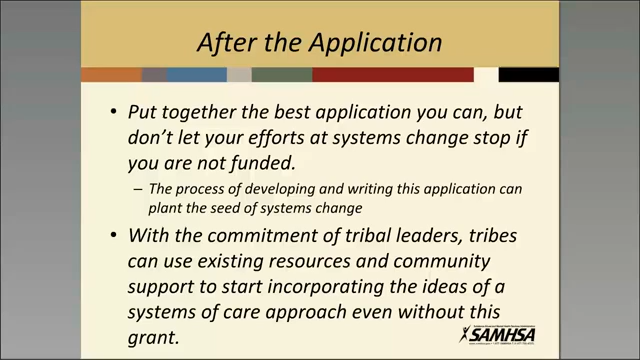 After the Application
• Put together the best application you can, but
don't let your efforts at systems change stop if
you are not funded.
– The process of developing and writing this application can
plant the seed of systems change
• With the commitment of tribal leaders, tribes
can use existing resources and community
support to start incorporating the ideas of a
systems of care approach even without this
grant.
SAMHSA